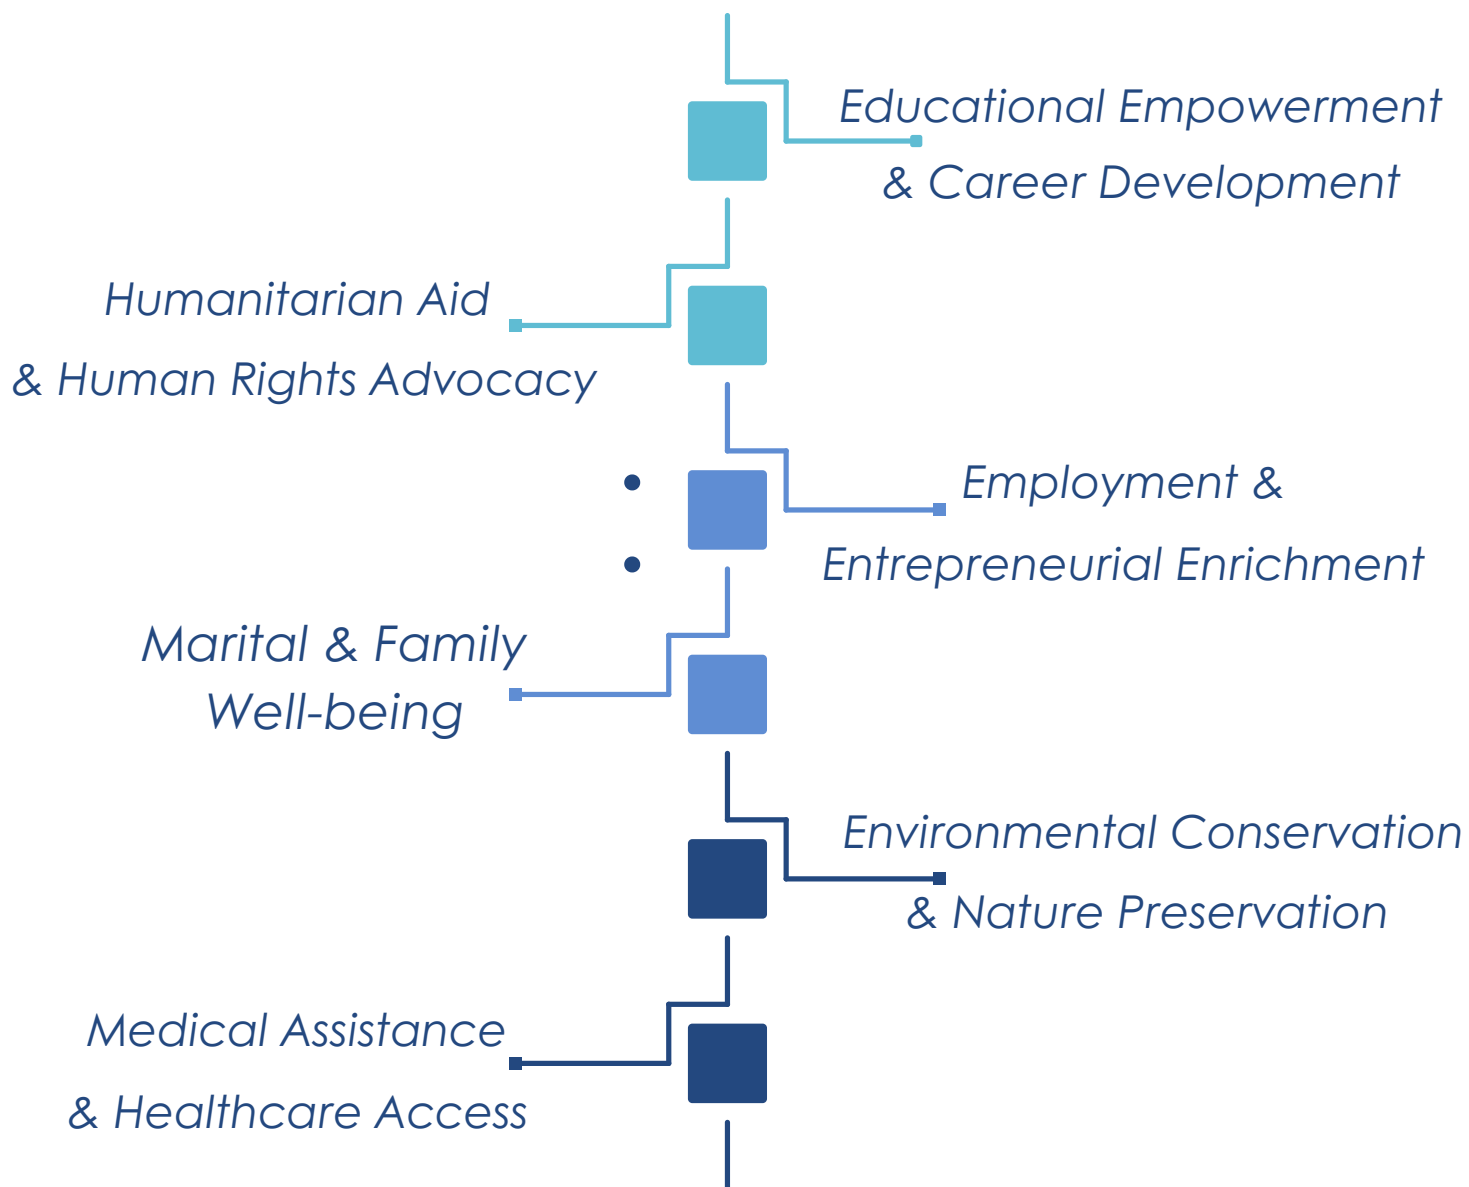 Educational Empowerment
& Career Development
Humanitarian Aid
& Human Rights Advocacy
• Employment &
• Entrepreneurial Enrichment
Marital & Family
Well-being
Environmental Conservation
& Nature Preservation
Medical Assistance
& Healthcare Access